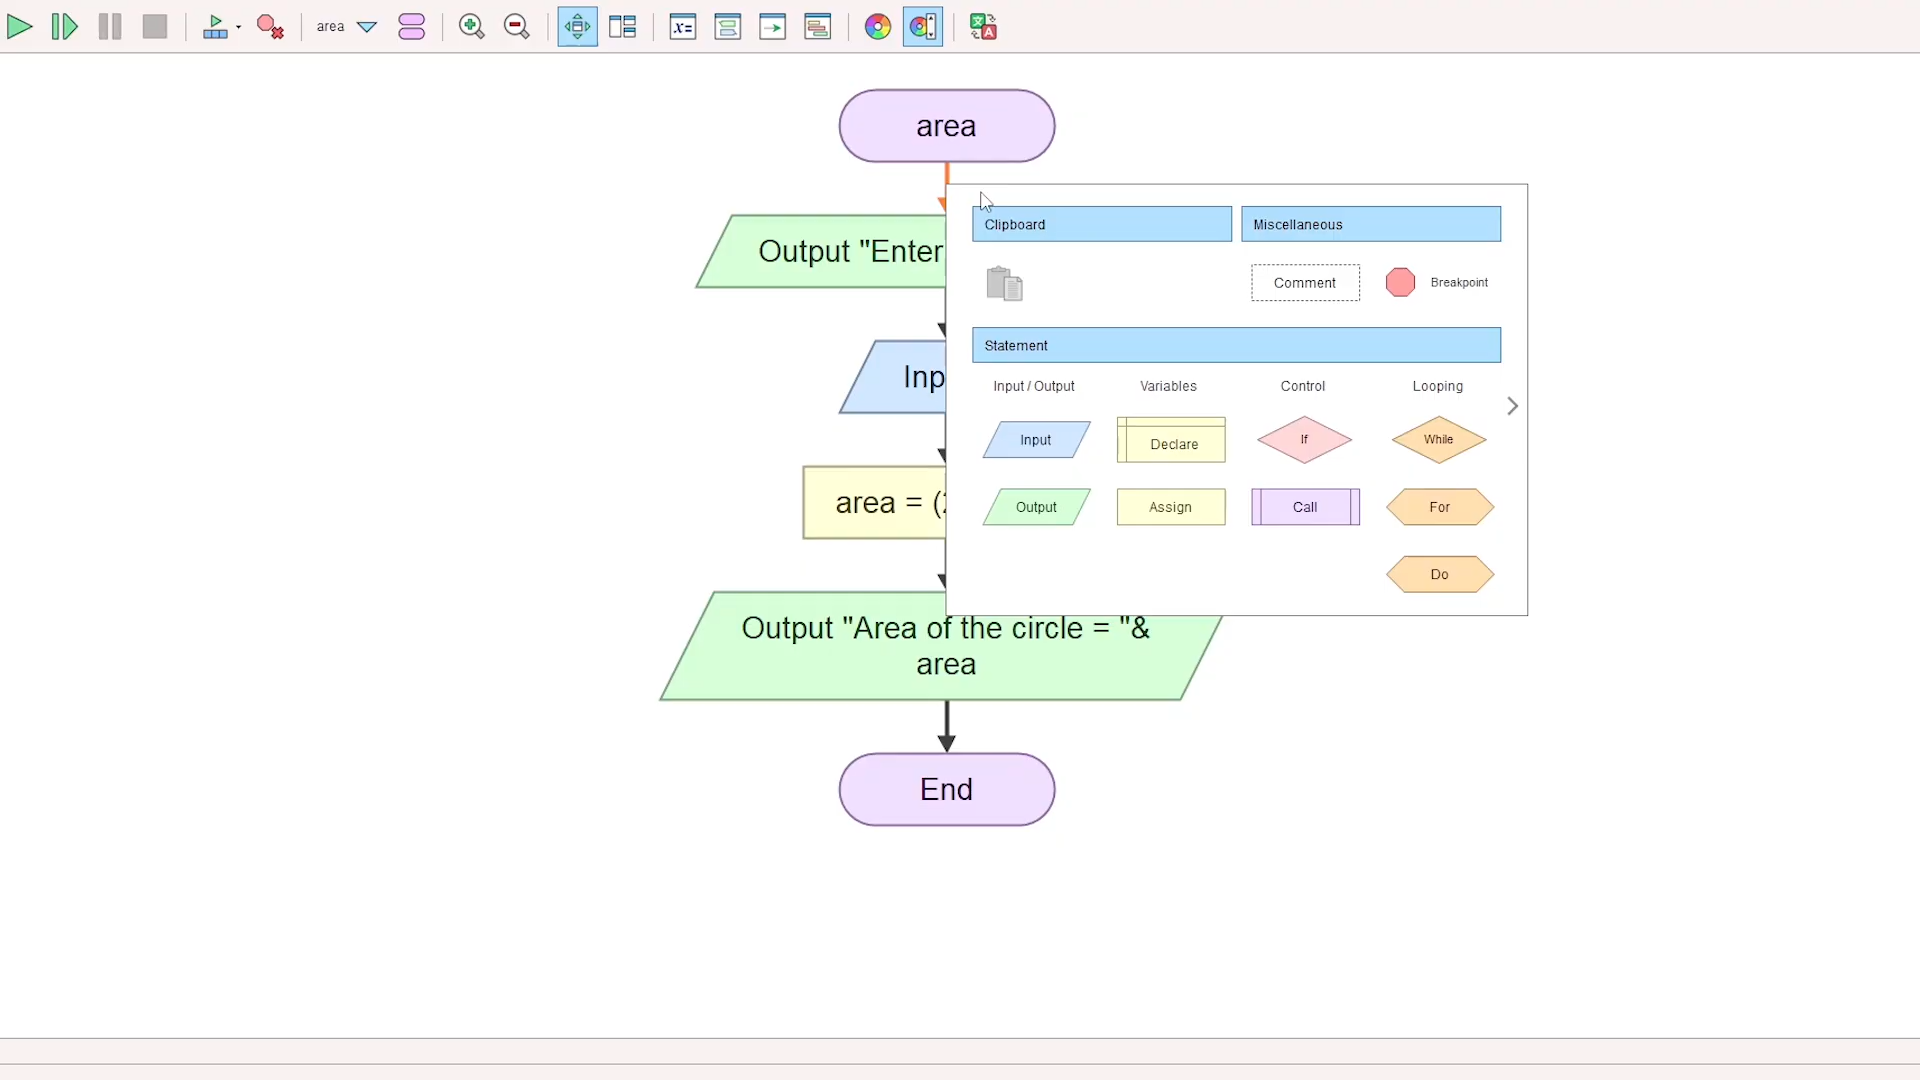 area
x=
A
area
Output "Enter
Inp
area = (
Output "Area of the circle = "&
area
End
Clipboard
Miscellaneous
Comment
Breakpoint
Statement
Input / Output
Variables
Control
Looping
Input
Declare
If
While
Output
Assign
Call
For
Do